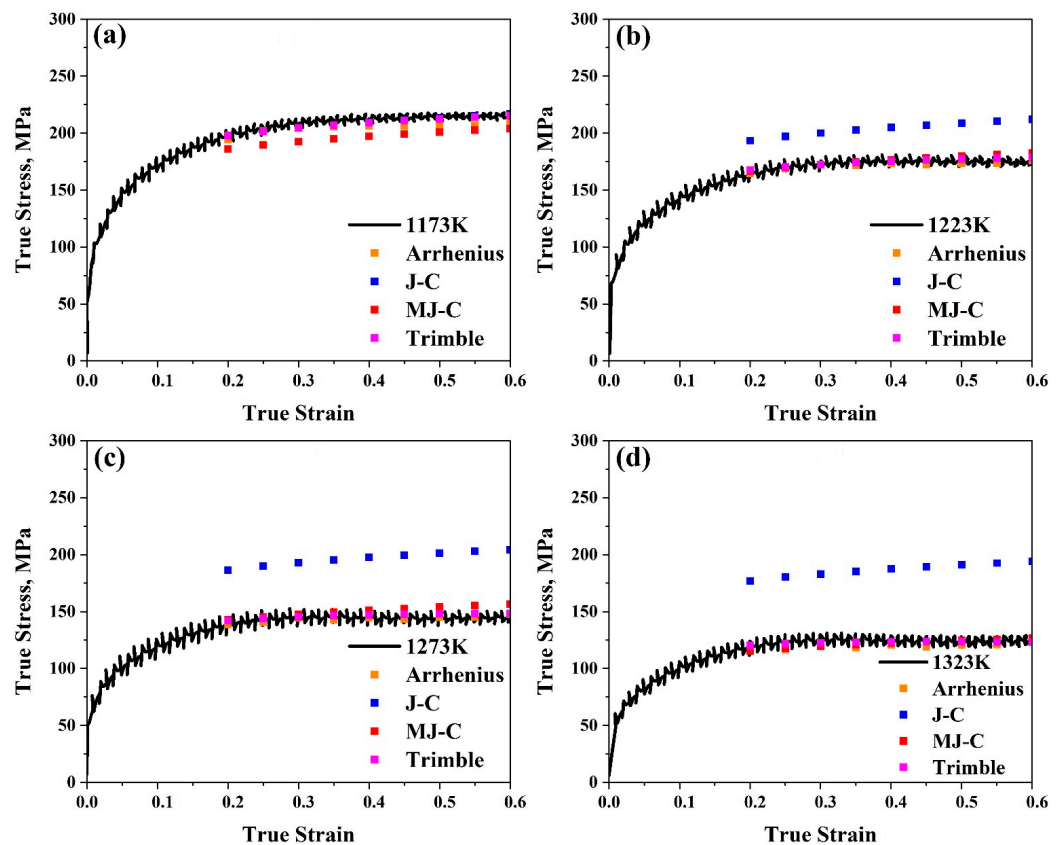 (a)
300
250
200
150
100
50
0
True Stress, MPa
1173K
Arrhenius
J-C
MJ-C
Trimble
0.0 0.1 0.2 0.3 0.4 0.5 0.6
True Strain
(b)
300
250
200
150
100
50
0
True Stress, MPa
1223K
Arrhenius
J-C
MJ-C
Trimble
0.0 0.1 0.2 0.3 0.4 0.5 0.6
True Strain
(c)
300
250
200
150
100
50
0
True Stress, MPa
1273K
Arrhenius
J-C
MJ-C
Trimble
0.0 0.1 0.2 0.3 0.4 0.5 0.6
True Strain
(d)
300
250
200
150
100
50
0
True Stress, MPa
1323K
Arrhenius
J-C
MJ-C
Trimble
0.0 0.1 0.2 0.3 0.4 0.5 0.6
True Strain